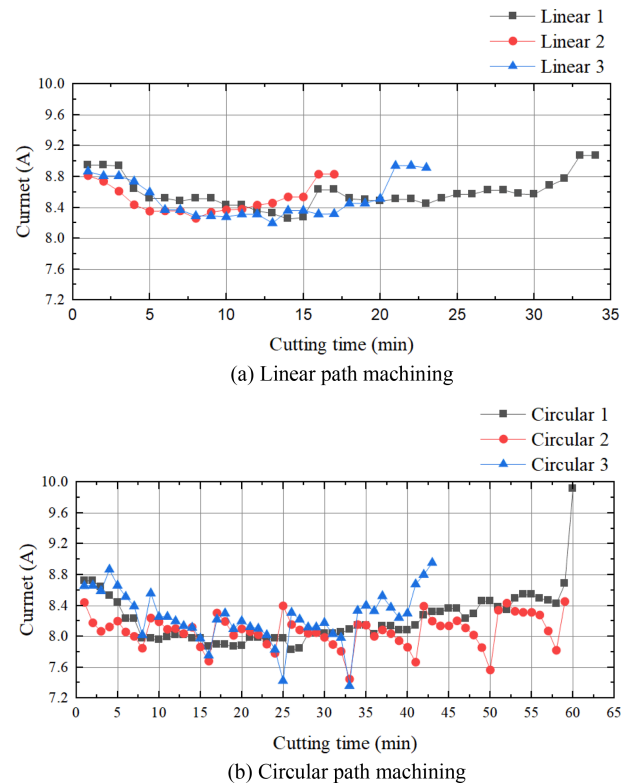 Linear 1
Linear 2
Linear 3
10.0
9.6
9.2
8.8
8.4
8.0
7.6
7.2
Curmet (A)
0 5 10 15 20 25 30 35
Cutting time (min)
(a) Linear path machining
Circular 1
Circular 2
Circular 3
10.0
9.6
9.2
8.8
8.4
8.0
7.6
7.2
Curmet (A)
0 5 10 15 20 25 30 35 40 45 50 55 60 65
Cutting time (min)
(b) Circular path machining